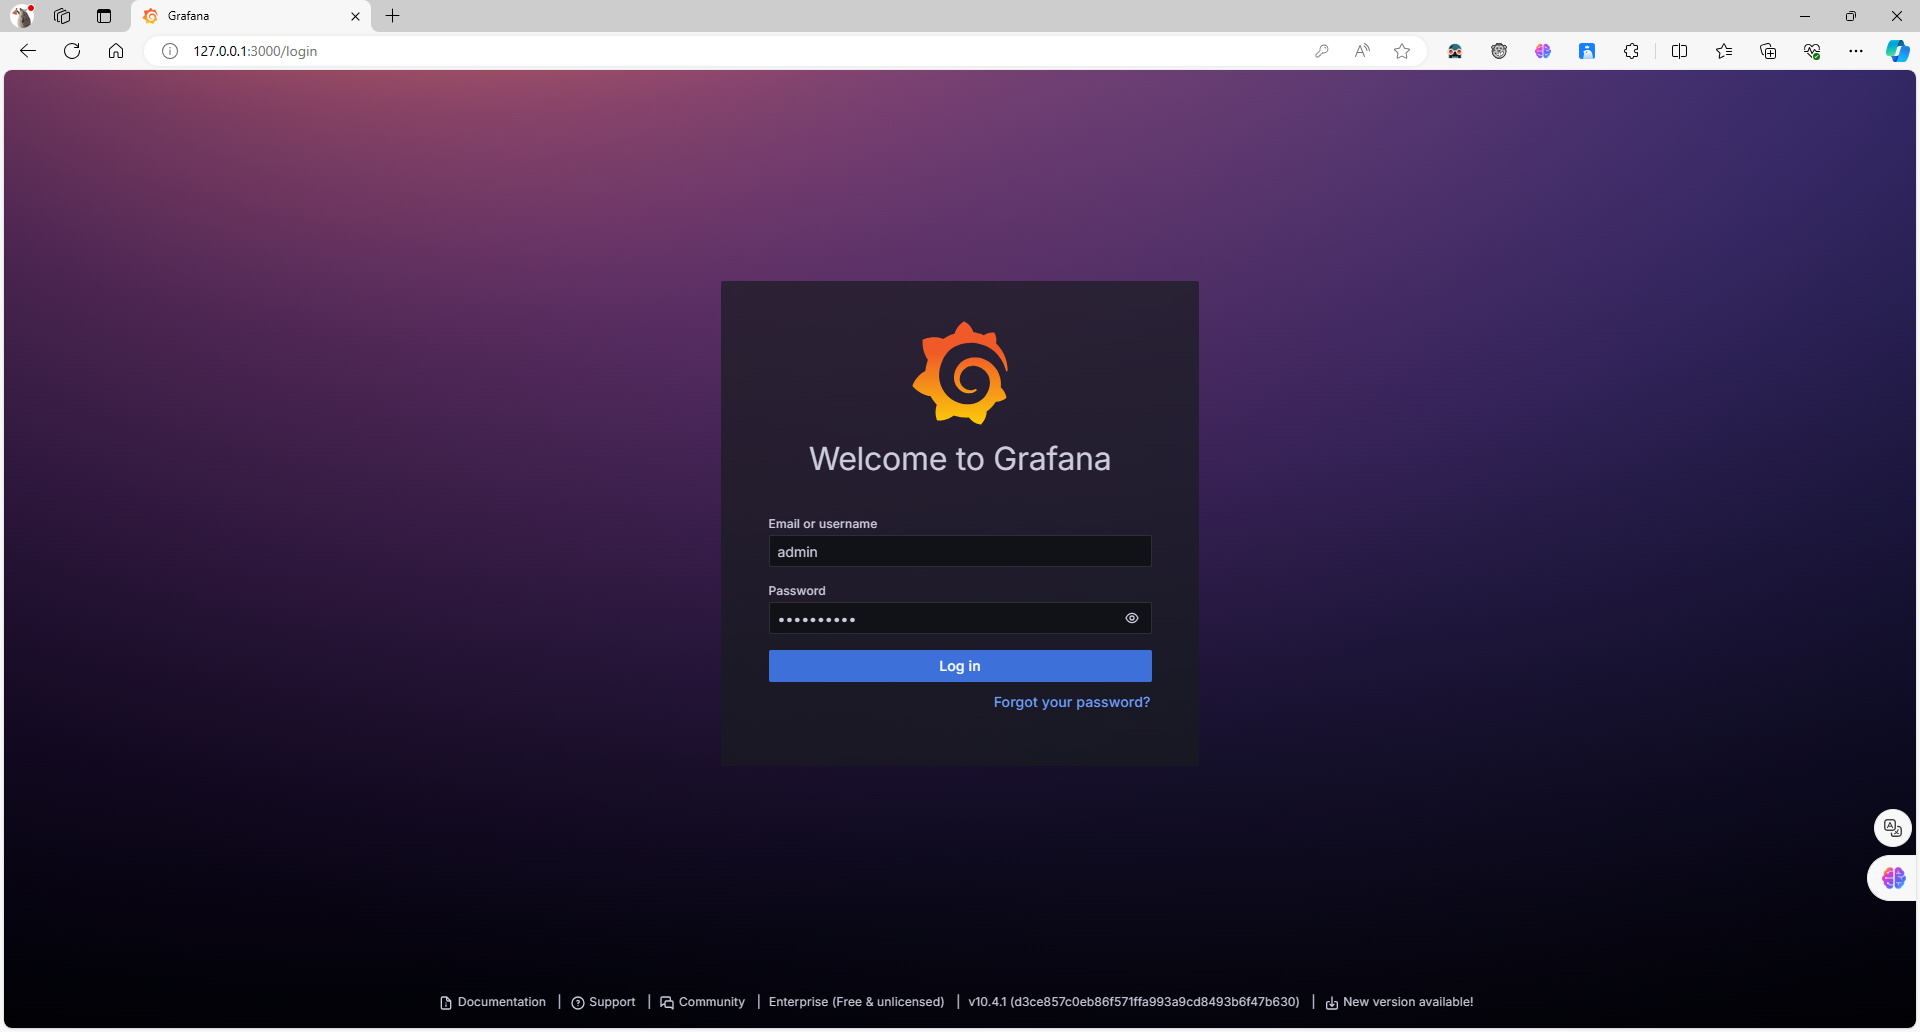 Grafana
127.0.0.1:3000/login
Welcome to Grafana
Email or username
admin
Password
••••••••••
Log in
Forgot your password?
Documentation | Support | Community | Enterprise (Free & unlicensed) | v10.4.1 (d3ce857c0eb86f571ffa993a9cd8493b6f47b630) | New version available!